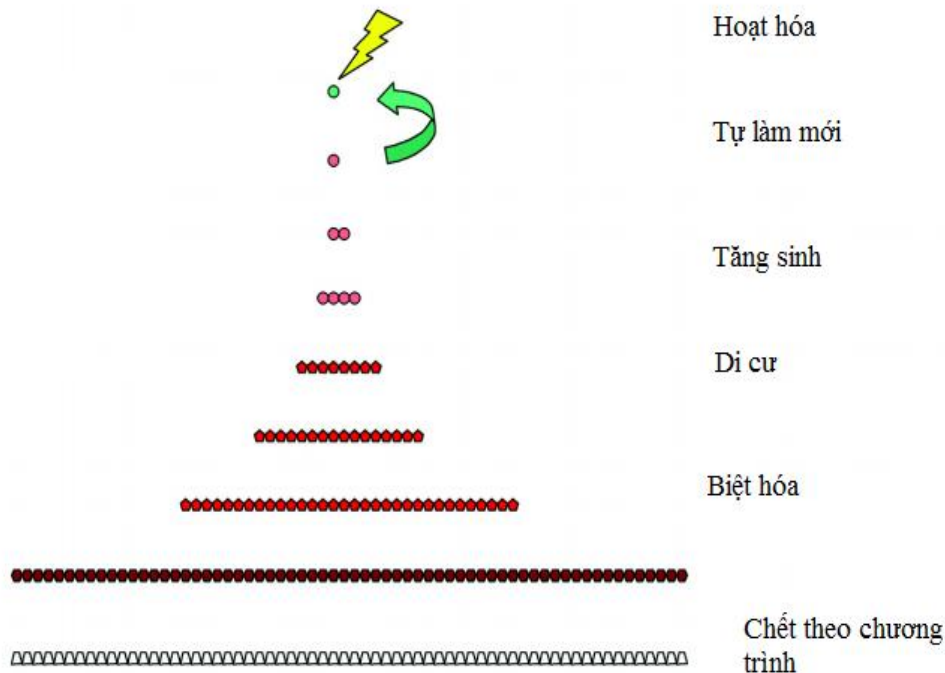 Hoạt hóa
Tự làm mới
Tăng sinh
Di cư
Biệt hóa
Chết theo chương
trình